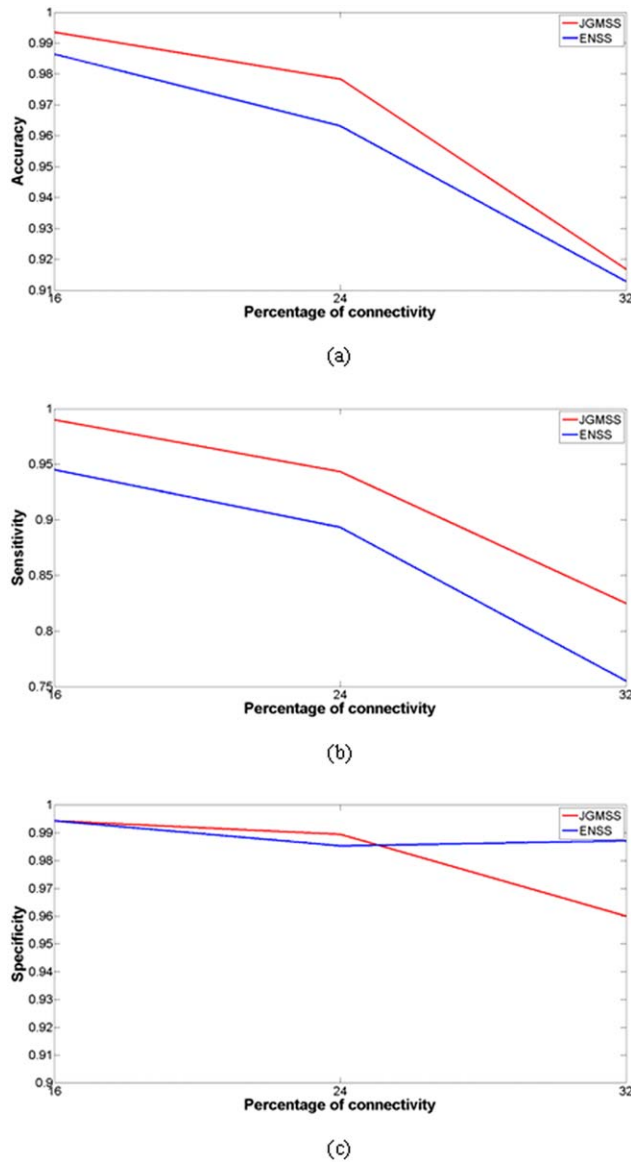 1
0.99
0.98
0.97
0.96
0.95
0.94
0.93
0.92
0.91
Accuracy
JGMSS
ENSS
16
24
32
Percentage of connectivity
(a)
1
0.95
0.9
0.85
0.8
0.75
Sensitivity
JGMSS
ENSS
16
24
32
Percentage of connectivity
(b)
1
0.99
0.98
0.97
0.96
0.95
0.94
0.93
0.92
0.91
0.9
Specificity
JGMSS
ENSS
16
24
32
Percentage of connectivity
(c)